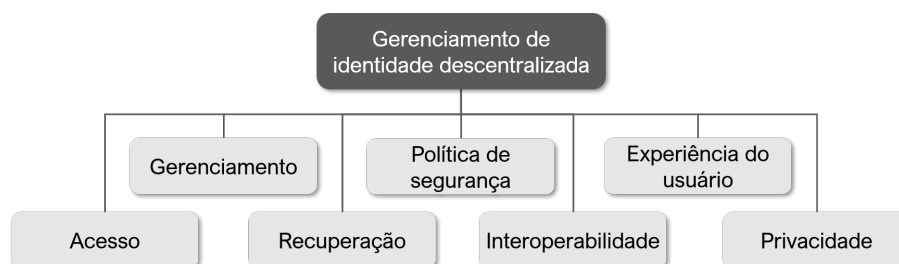 Gerenciamento de
identidade descentralizada
Gerenciamento
Política de
segurança
Experiência do
usuário
Acesso
Recuperação
Interoperabilidade
Privacidade